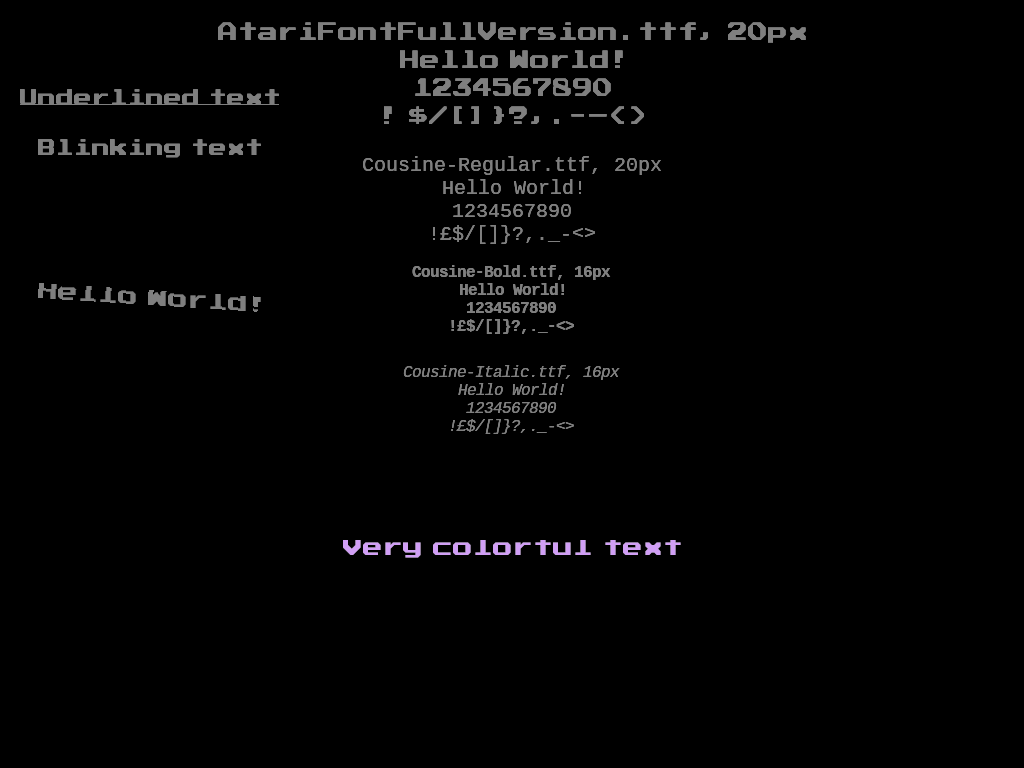 AtariFontFullVersion.ttf, 20px
Hello World!
1234567890
! $/[]}?,.--<>
Underlined text
Blinking text
Cousine-Regular.ttf, 20px
Hello World!
1234567890
!£$/[]}?,._-<>
Cousine-Bold.ttf, 16px
Hello World!
1234567890
!£$/[]}?,._-<>
Hello World!
Cousine-Italic.ttf, 16px
Hello World!
1234567890
!£$/[]}?,._-<>
Very colorful text